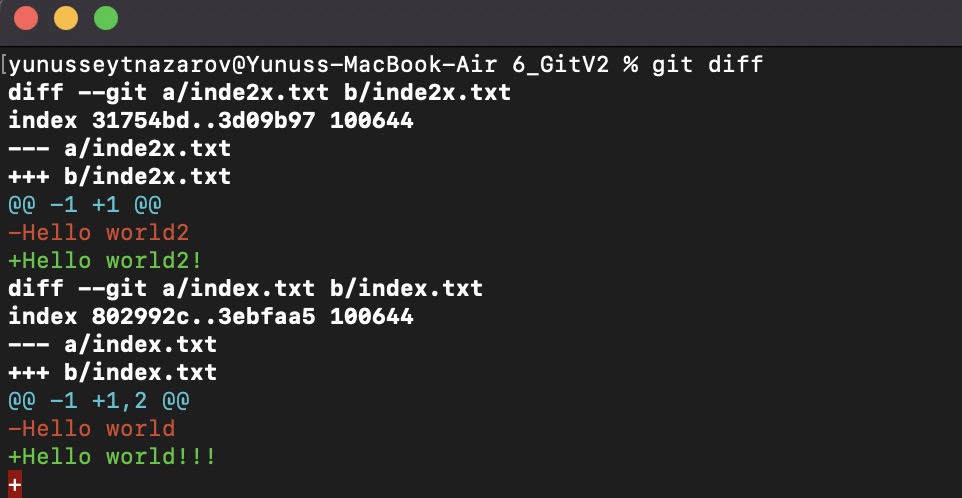 [yunusseytnazarov@Yunuss-MacBook-Air 6_GitV2 % git diff
diff --git a/inde2x.txt b/inde2x.txt
index 31754bd..3d09b97 100644
--- a/inde2x.txt
+++ b/inde2x.txt
@@ -1 +1 @@
-Hello world2
+Hello world2!
diff --git a/index.txt b/index.txt
index 802992c..3ebfaa5 100644
--- a/index.txt
+++ b/index.txt
@@ -1 +1,2 @@
-Hello world
+Hello world!!!
+